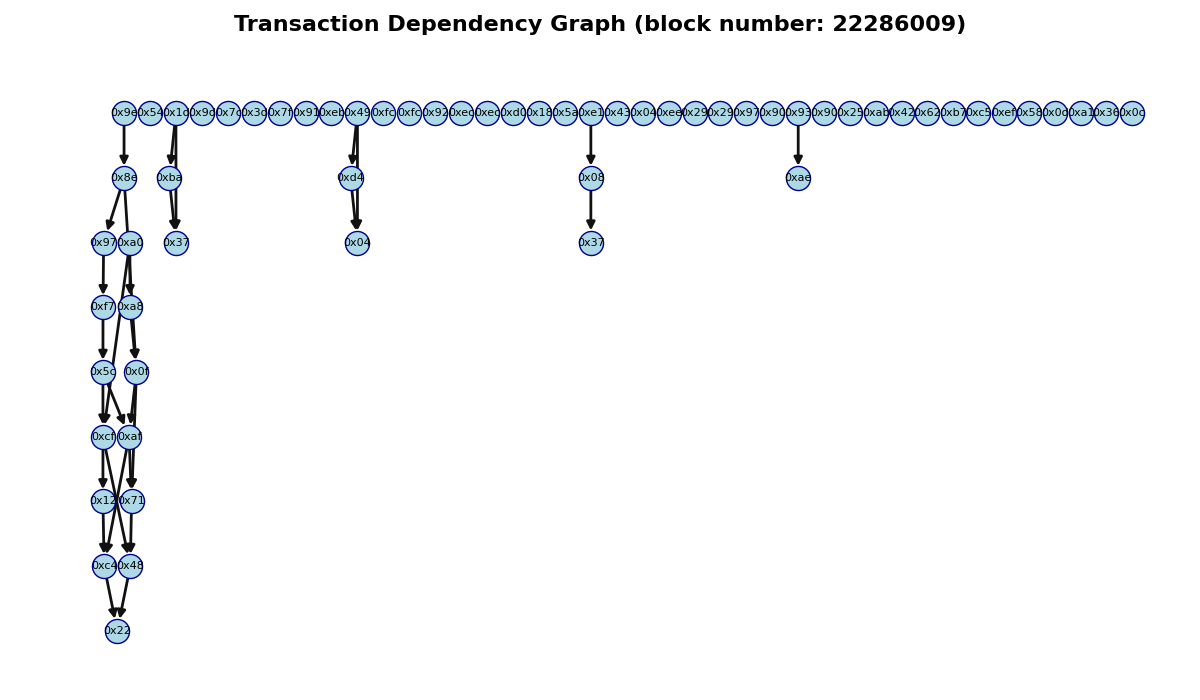 Transaction Dependency Graph (block number: 22286009)
0x9e 0x54 0x1d 0x9d 0x7c 0x3d 0x7f 0x91 0xeb 0x49 0xfc 0xfc 0x92 0xec 0xec 0xd0 0x18 0x5a 0xe1 0x43 0x04 0xee 0x29 0x29 0x97 0x90 0x93 0x90 0x25 0xab 0x42 0x62 0xb7 0xc5 0xef 0x58 0x0d 0xa1 0x36 0x0c
0x8e 0xba 0xd4 0x08 0xae
0x97 0xa0 0x37 0x04 0x37
0xf7 0xa8
0x5c 0x0f
0xcf 0xaf
0x12 0x71
0xc4 0x48
0x22